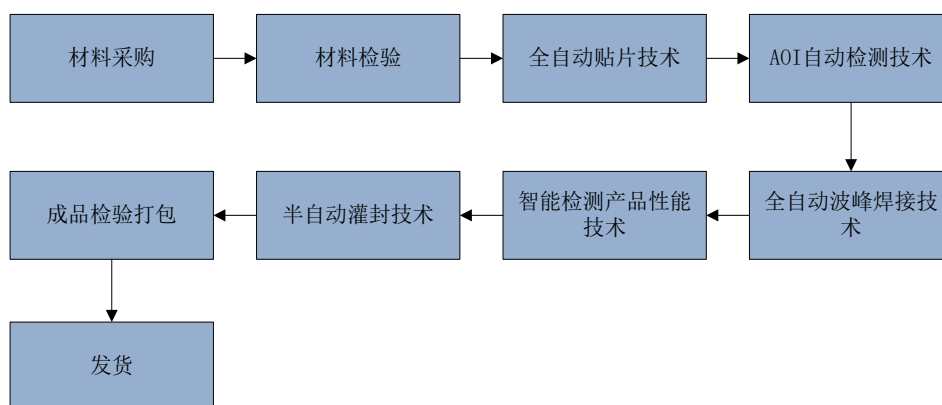 材料采购
材料检验
全自动贴片技术
AOI自动检测技术
全自动波峰焊接技
术
智能检测产品性能
技术
半自动灌封技术
成品检验打包
发货